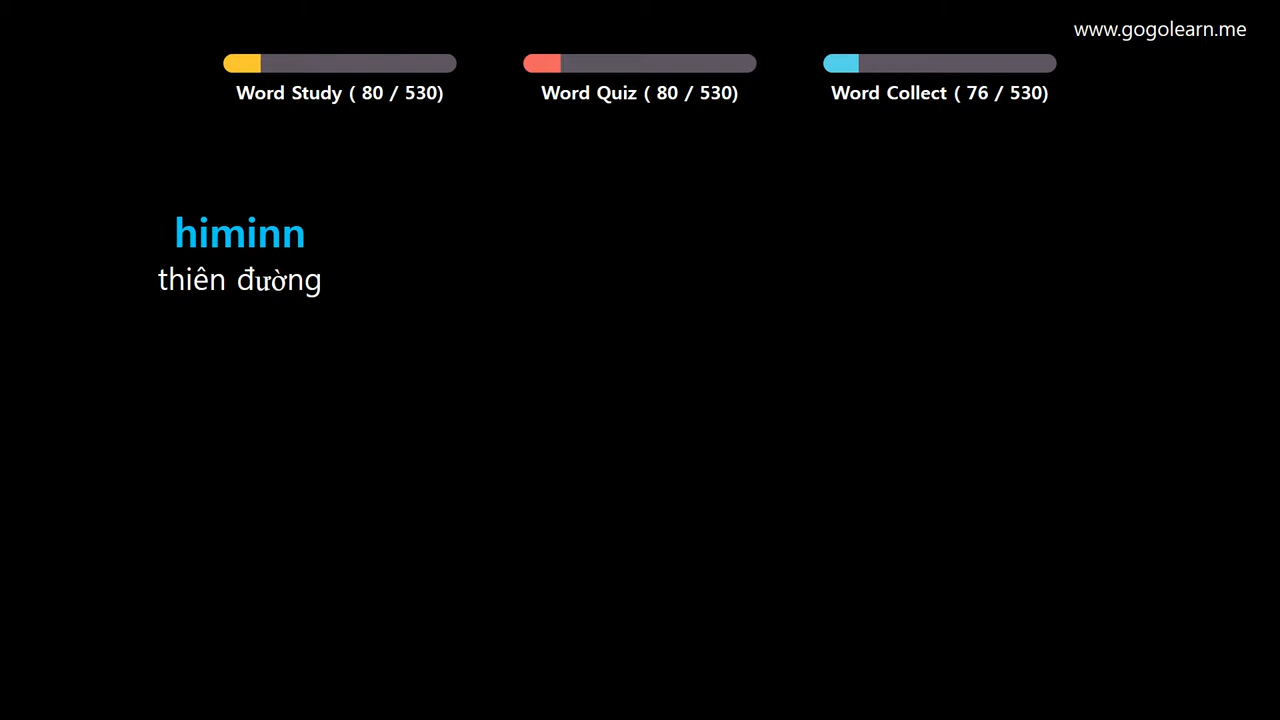 www.gogolearn.me
Word Study ( 80 / 530)
Word Quiz ( 80 / 530)
Word Collect ( 76 / 530)
himinn
thiên đường